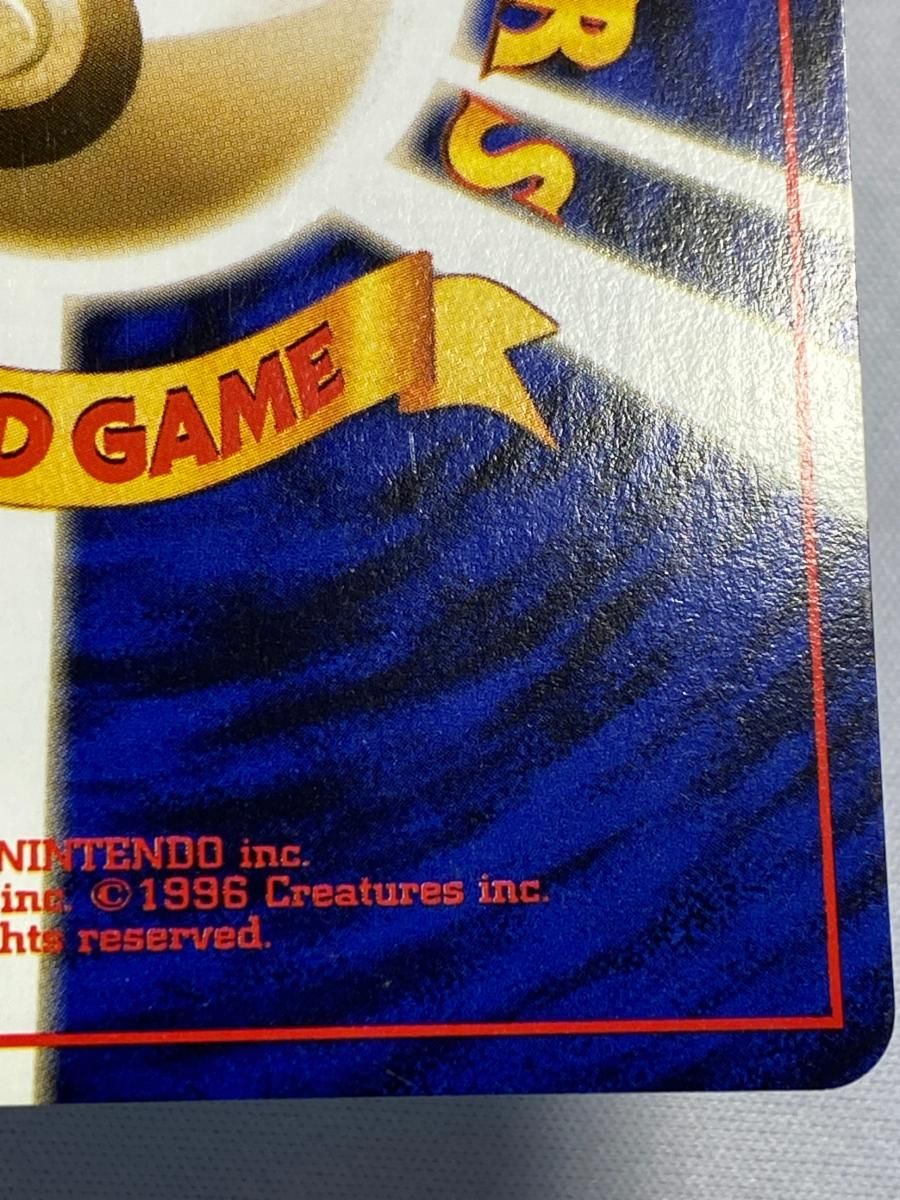 R
S
D GAME
NINTENDO inc.
inc. ©1996 Creatures inc.
hts reserved.